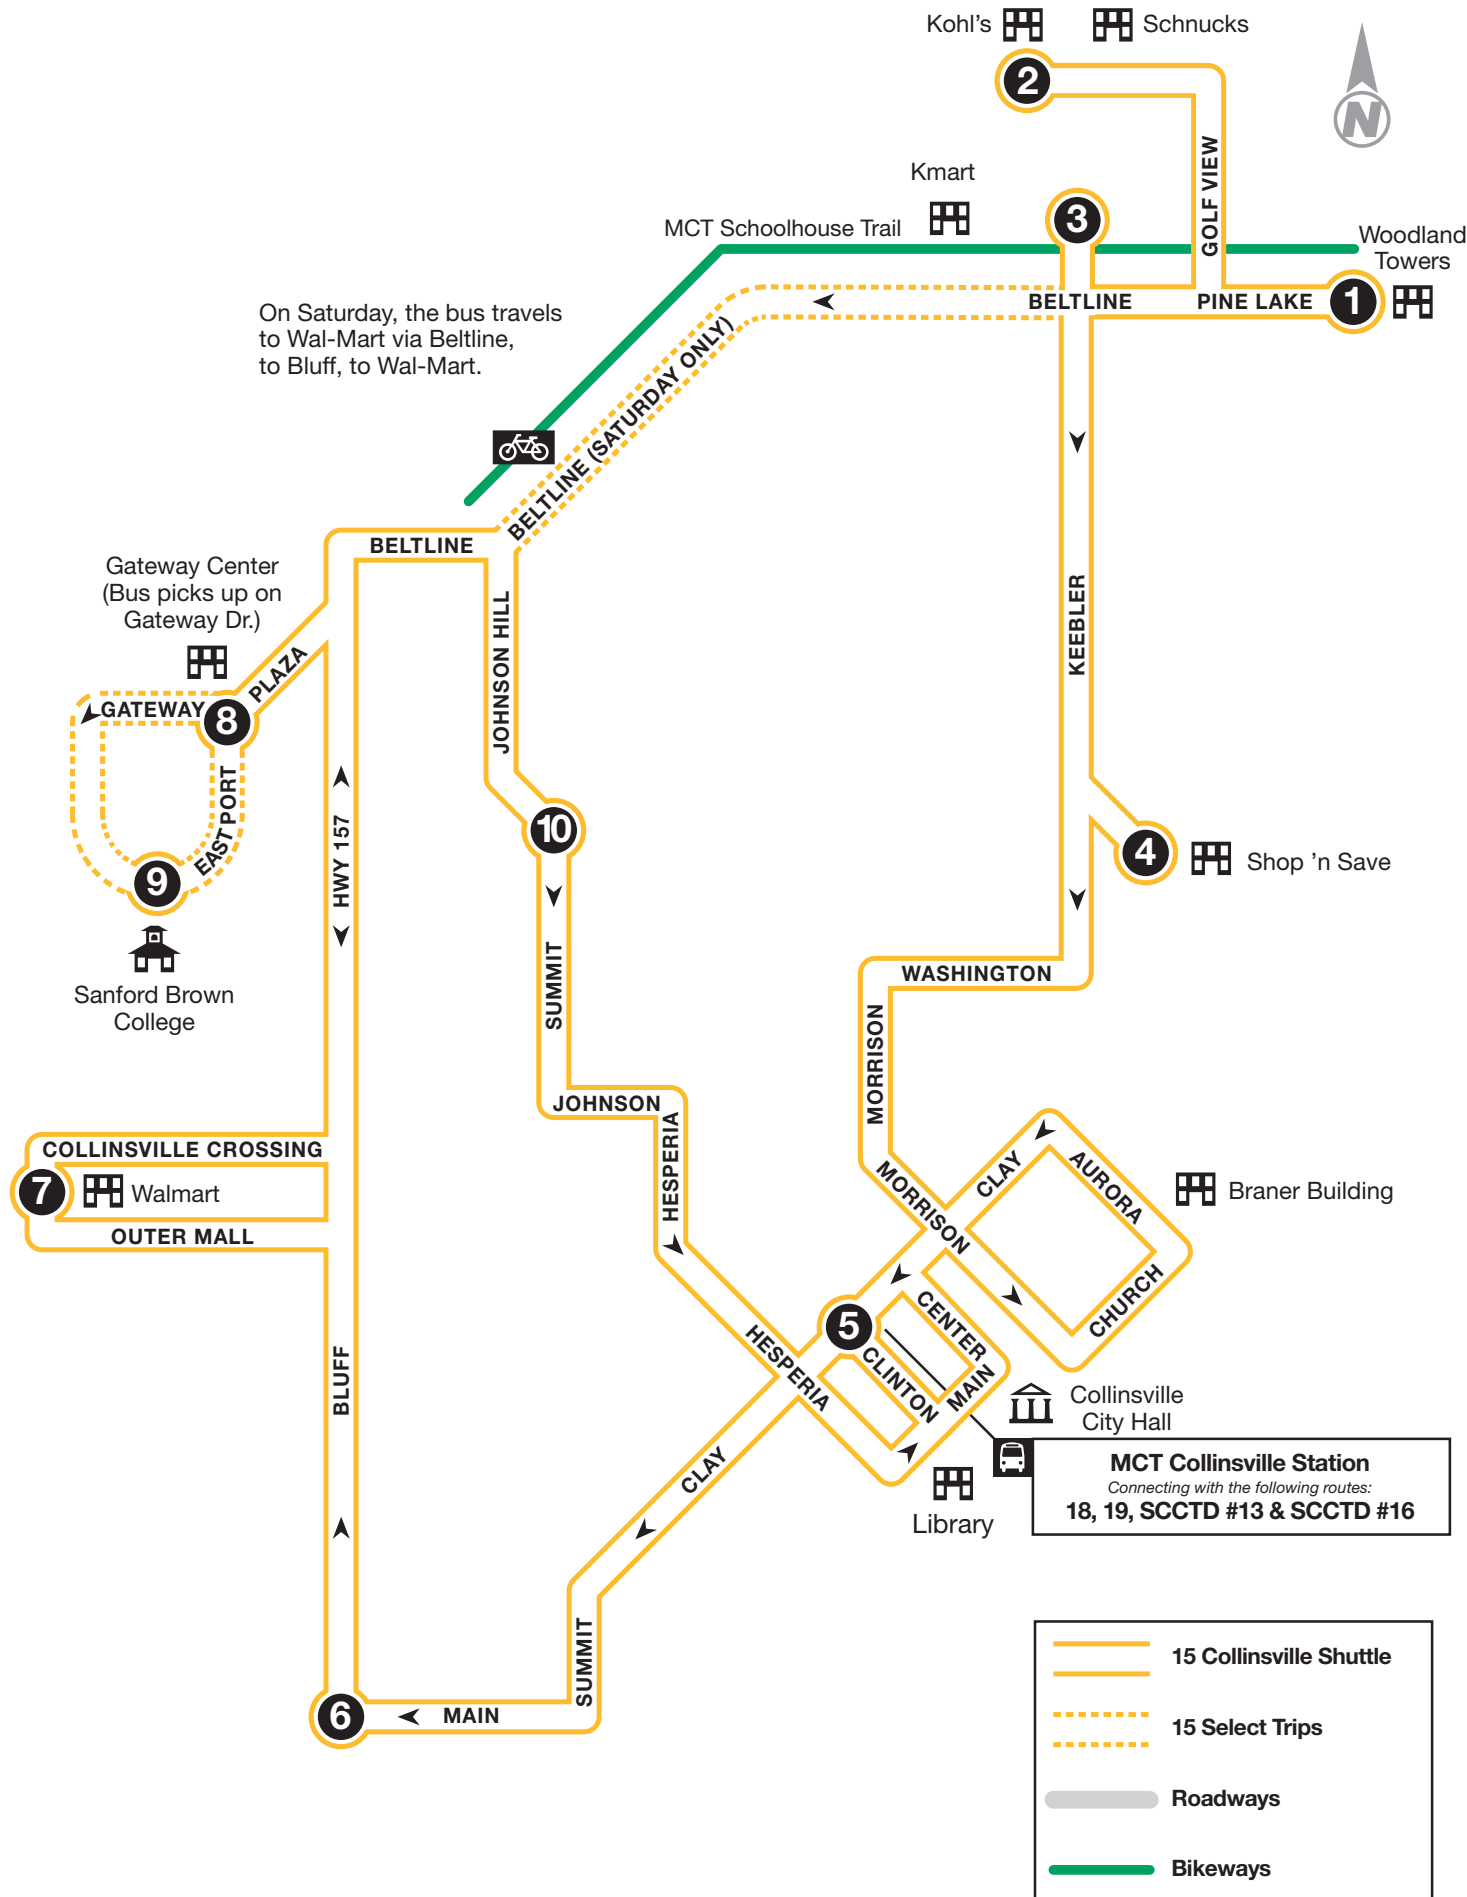 Kohl's
Schnucks
2
N
GOLF VIEW
Kmart
3
MCT Schoolhouse Trail
Woodland
Towers
BELTLINE
PINE LAKE
1
On Saturday, the bus travels
to Wal-Mart via Beltline,
to Bluff, to Wal-Mart.
BELTLINE (SATURDAY ONLY)
BELTLINE
Gateway Center
(Bus picks up on
Gateway Dr.)
PLAZA
JOHNSON HILL
KEEBLER
GATEWAY
8
EASTPORT
HWY 157
10
4
Shop 'n Save
9
Sanford Brown
College
SUMMIT
WASHINGTON
MORRISON
JOHNSON
HESPERIA
COLLINSVILLE CROSSING
7
Walmart
OUTER MALL
MORRISON
CLAY
AURORA
Braner Building
CHURCH
5
CENTER
CLINTON
MAIN
HESPERIA
BLUFF
Collinsville
City Hall
CLAY
Library
MCT Collinsville Station
Connecting with the following routes:
18, 19, SCCTD #13 & SCCTD #16
SUMMIT
6
MAIN
15 Collinsville Shuttle
15 Select Trips
Roadways
Bikeways